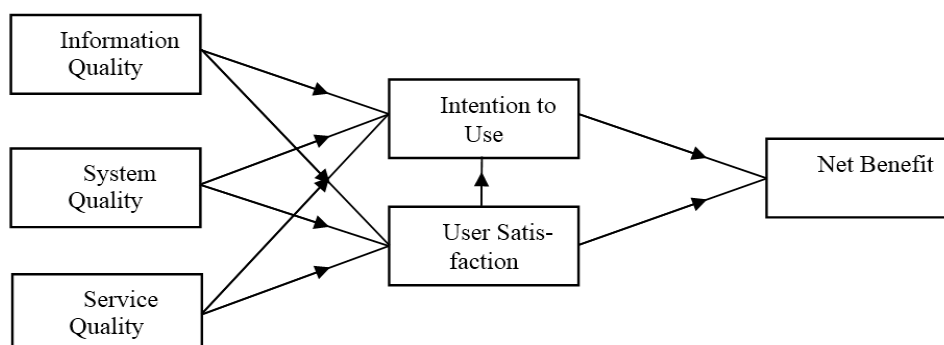 Information
Quality
System
Quality
Service
Quality
Intention to
Use
User Satis-
faction
Net Benefit